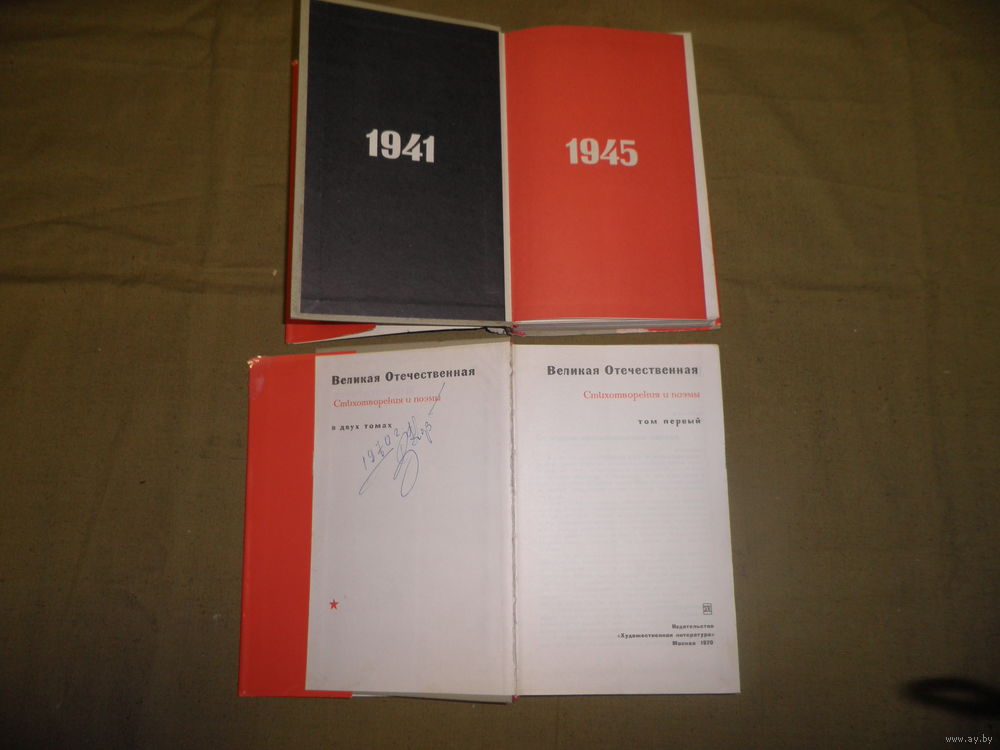 1941
1945
Великая Отечественная
Стихотворения и поэмы
в двух томах
1970 г
Великая Отечественная
Стихотворения и поэмы
том первый
Издательство
«Художественная литература»
Москва 1970
www.ay.by